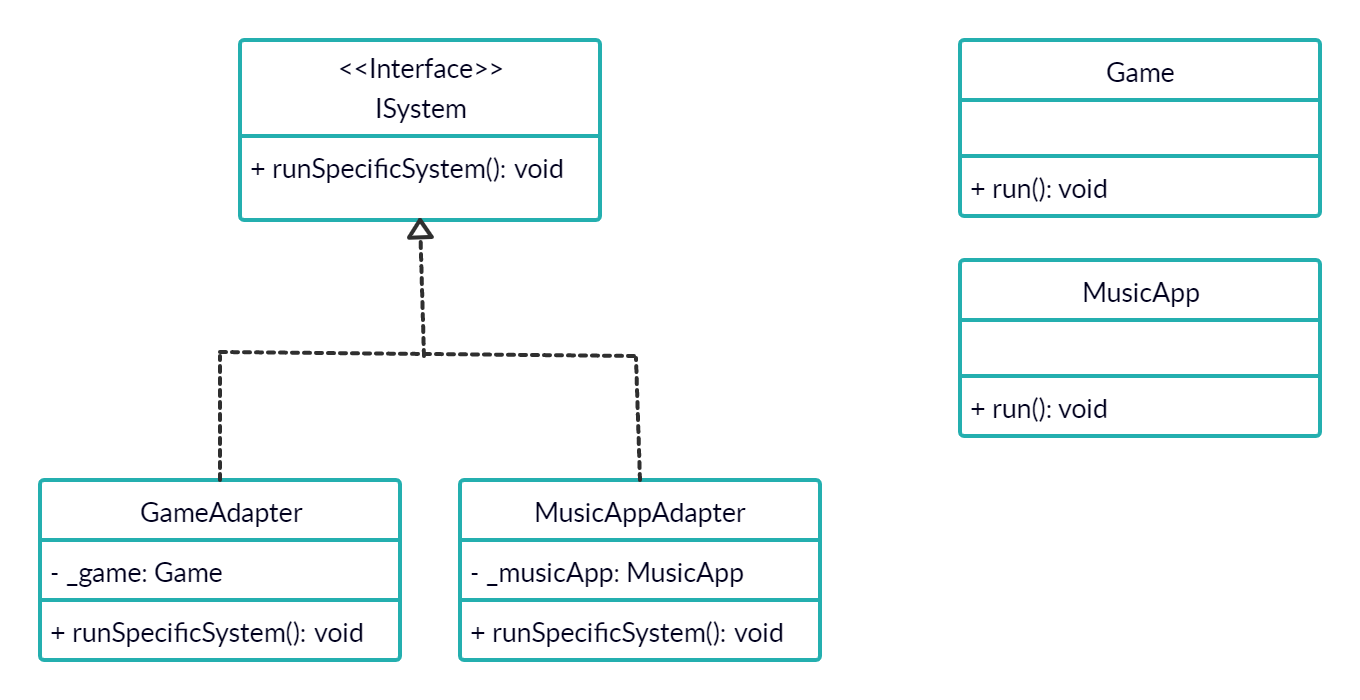 <<Interface>>
ISystem
+ runSpecificSystem(): void
Game
+ run(): void
MusicApp
+ run(): void
GameAdapter
- _game: Game
+ runSpecificSystem(): void
MusicAppAdapter
- _musicApp: MusicApp
+ runSpecificSystem(): void